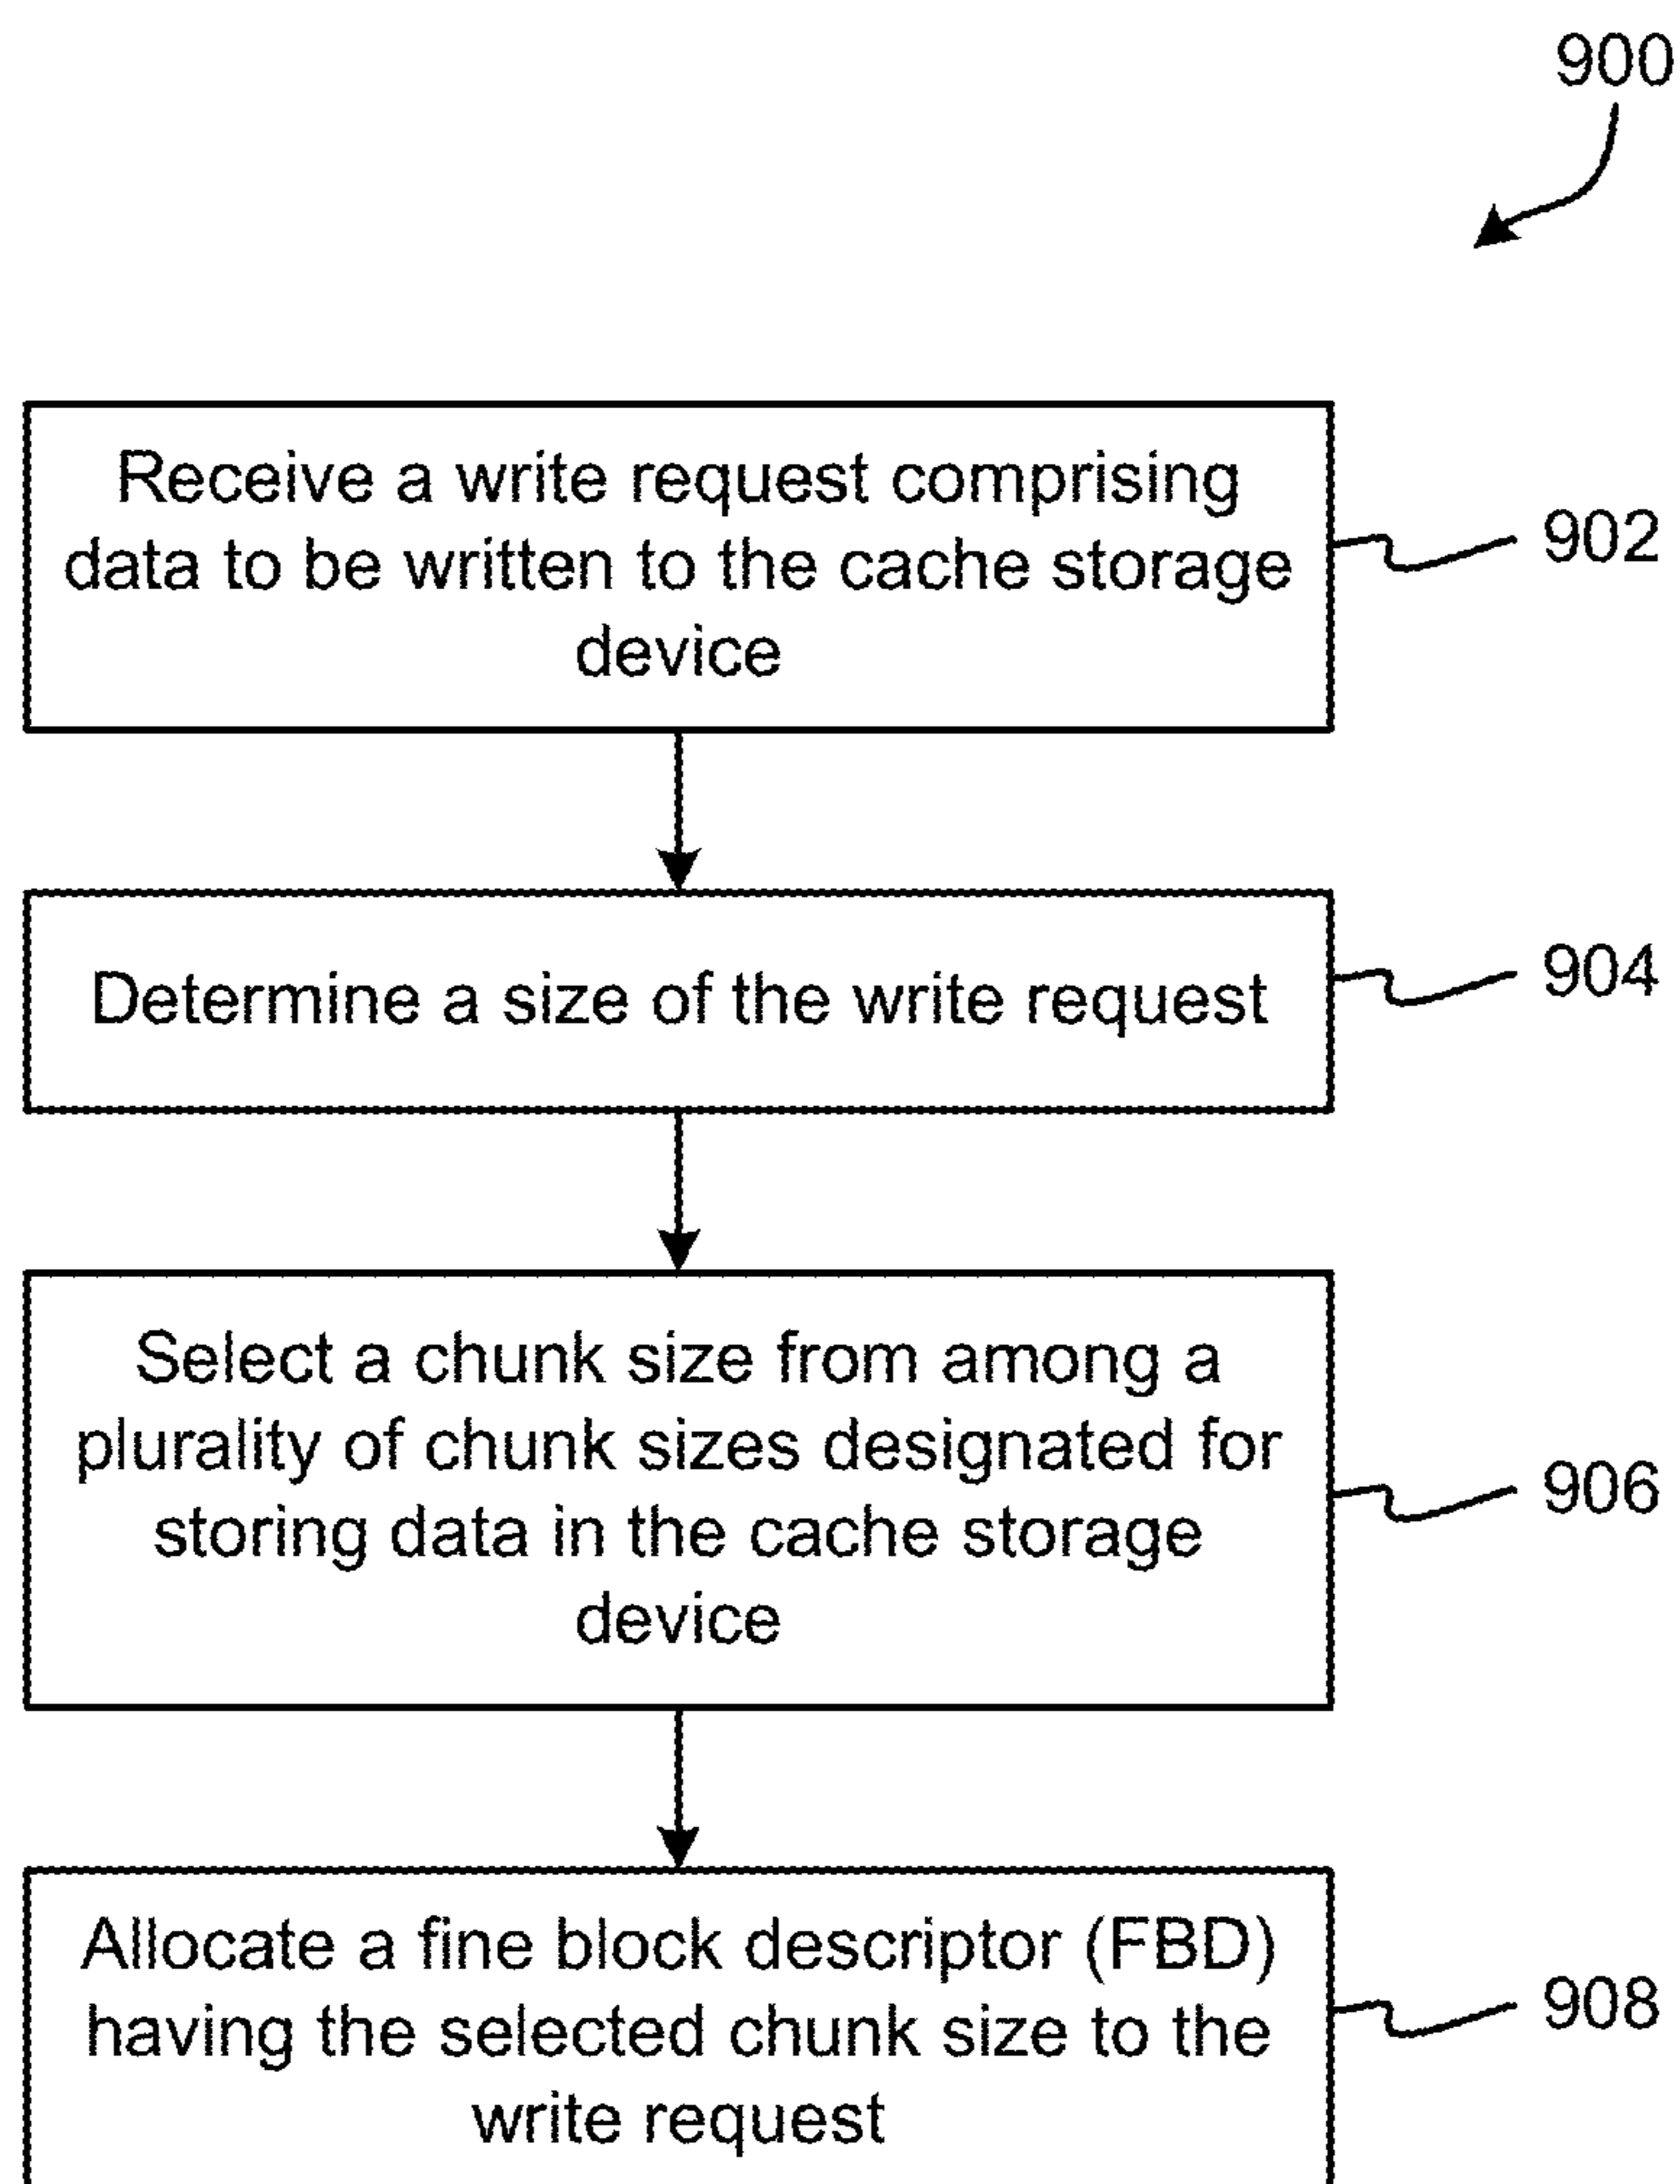 900
Receive a write request comprising
data to be written to the cache storage
device
902
Determine a size of the write request
904
Select a chunk size from among a
plurality of chunk sizes designated for
storing data in the cache storage
device
906
Allocate a fine block descriptor (FBD)
having the selected chunk size to the
write request
908